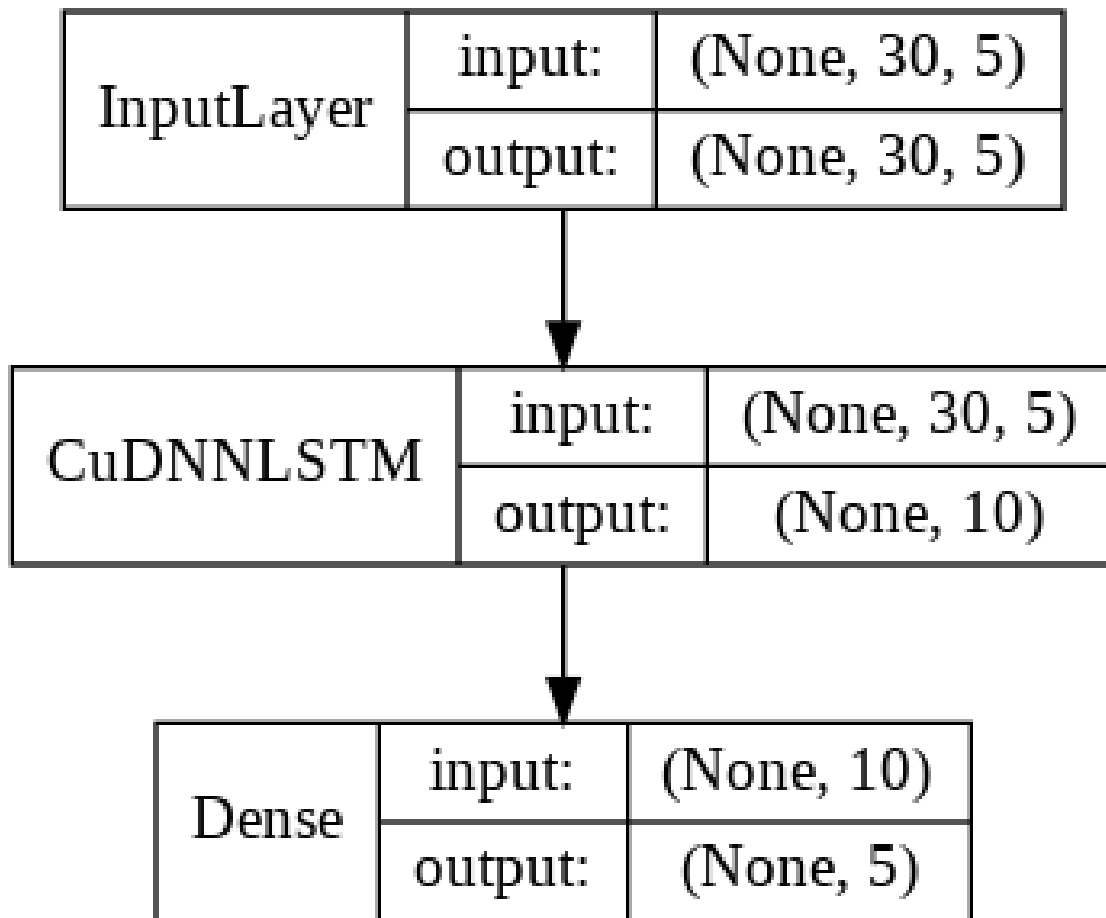 InputLayer
input: (None, 30, 5)
output: (None, 30, 5)
CuDNNLSTM
input: (None, 30, 5)
output: (None, 10)
Dense
input: (None, 10)
output: (None, 5)